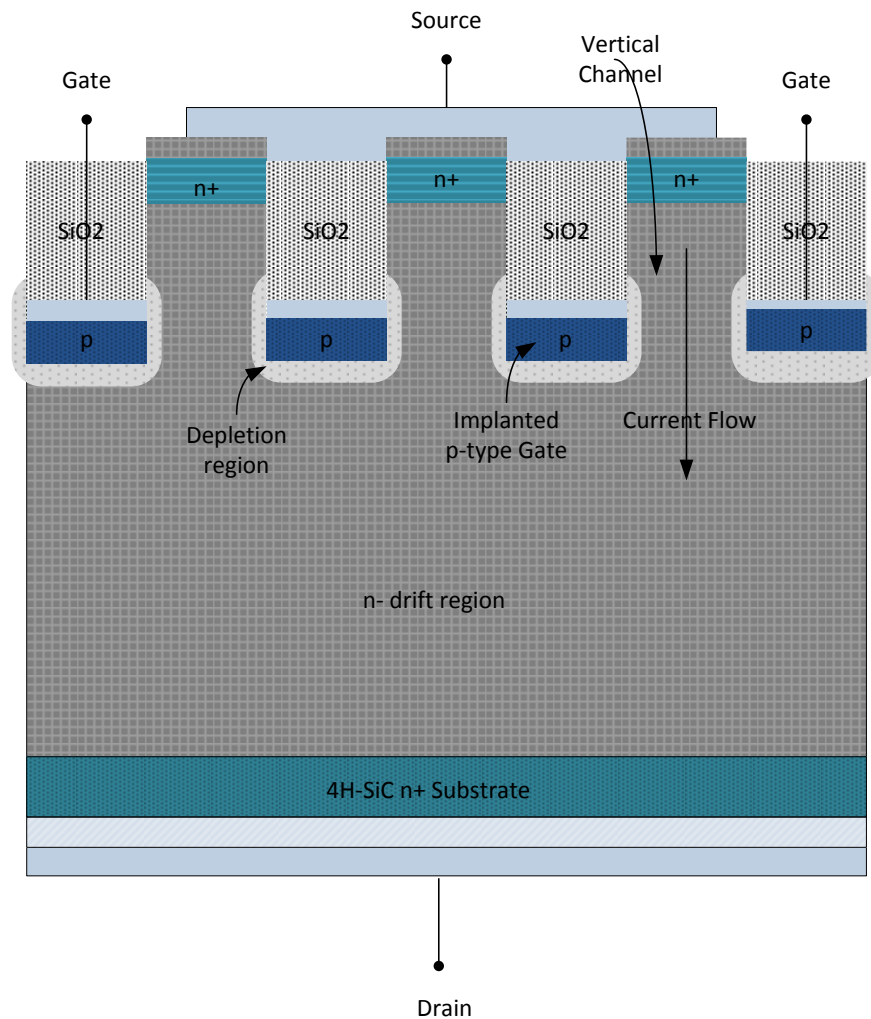 Source
Vertical
Channel
Gate
Gate
n+
n+
n+
SiO2
SiO2
SiO2
SiO2
p
p
p
p
Depletion
region
Implanted
p-type Gate
Current Flow
n- drift region
4H-SiC n+ Substrate
Drain